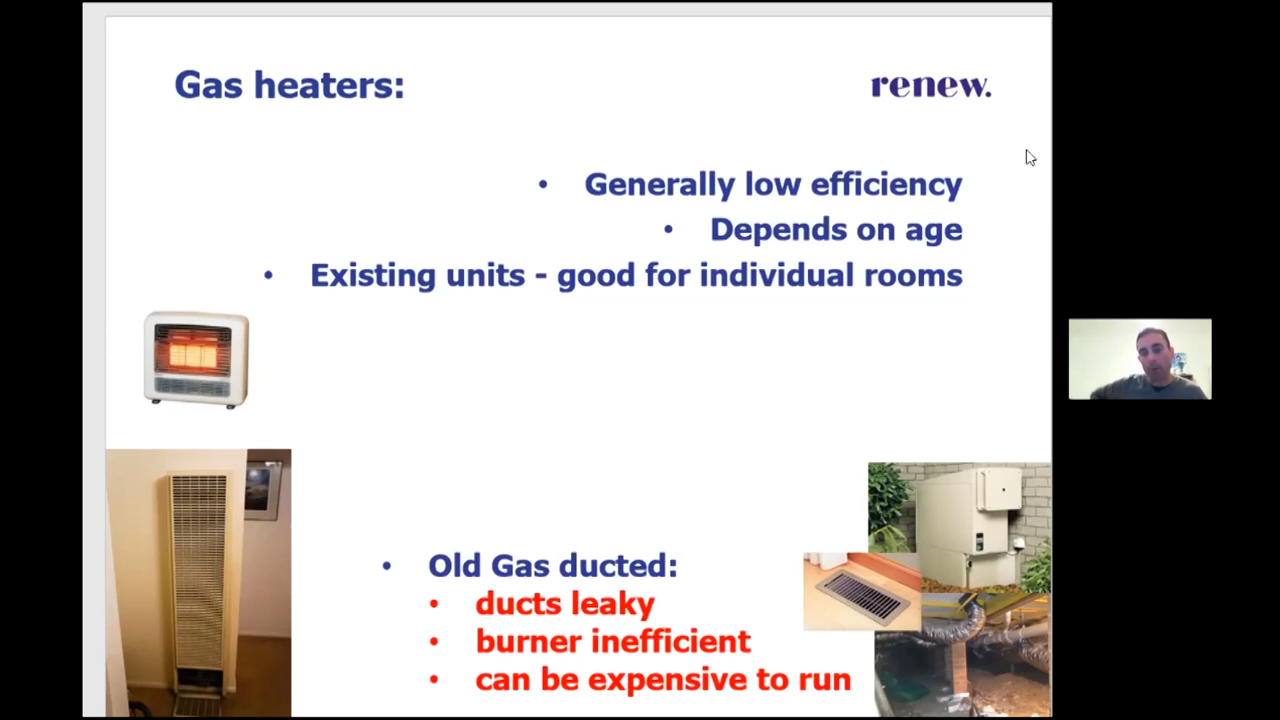 Gas heaters:
renew.
• Generally low efficiency
• Depends on age
• Existing units - good for individual rooms
• Old Gas ducted:
• ducts leaky
• burner inefficient
• can be expensive to run